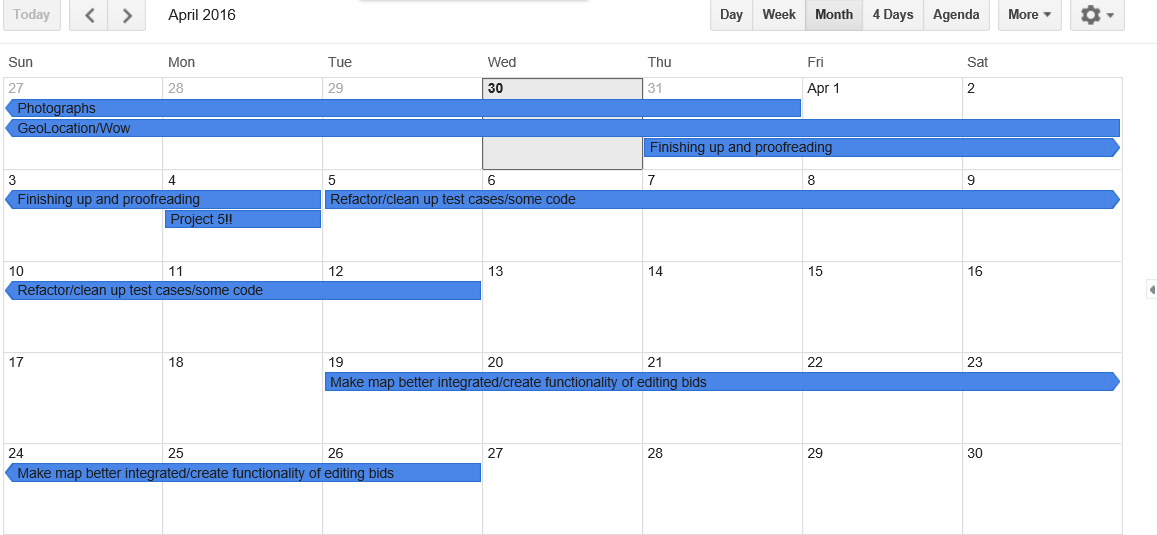 Today April 2016 Day Week Month 4 Days Agenda More
Sun Mon Tue Wed Thu Fri Sat
27 28 29 30 31 Apr 1 2
Photographs
GeoLocation/Wow
Finishing up and proofreading
3 4 5 6 7 8 9
Finishing up and proofreading Refactor/clean up test cases/some code
Project 5!!
10 11 12 13 14 15 16
Refactor/clean up test cases/some code
17 18 19 20 21 22 23
Make map better integrated/create functionality of editing bids
24 25 26 27 28 29 30
Make map better integrated/create functionality of editing bids